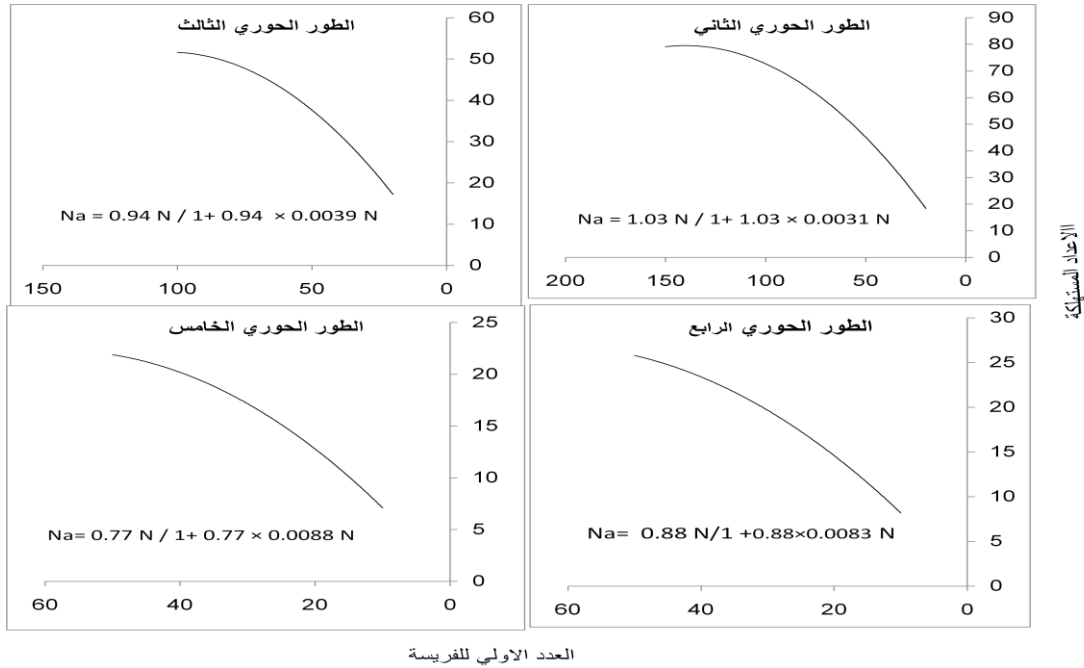 الطور الحوري الثاني
90
80
70
60
50
40
30
20
10
0
Na = 1.03 N / 1+ 1.03 × 0.0031 N
200 150 100 50 0
الطور الحوري الثالث
60
50
40
30
20
10
0
Na = 0.94 N / 1+ 0.94 × 0.0039 N
150 100 50 0
الطور الحوري الرابع
30
25
20
15
10
5
0
Na= 0.88 N/1 +0.88×0.0083 N
60 40 20 0
الطور الحوري الخامس
25
20
15
10
5
0
Na= 0.77 N / 1+ 0.77 × 0.0088 N
60 40 20 0
االاعداد المستهلكة
العدد الاولي للفريسة